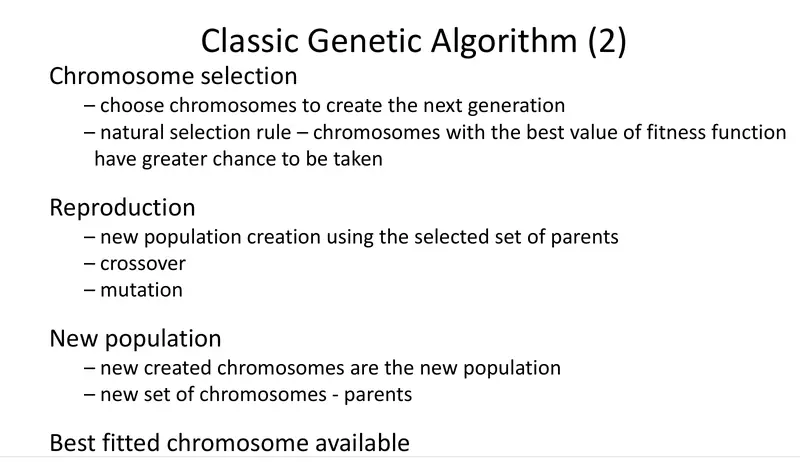 Classic Genetic Algorithm (2)
Chromosome selection
– choose chromosomes to create the next generation
– natural selection rule – chromosomes with the best value of fitness function
have greater chance to be taken
Reproduction
– new population creation using the selected set of parents
– crossover
– mutation
New population
– new created chromosomes are the new population
– new set of chromosomes - parents
Best fitted chromosome available